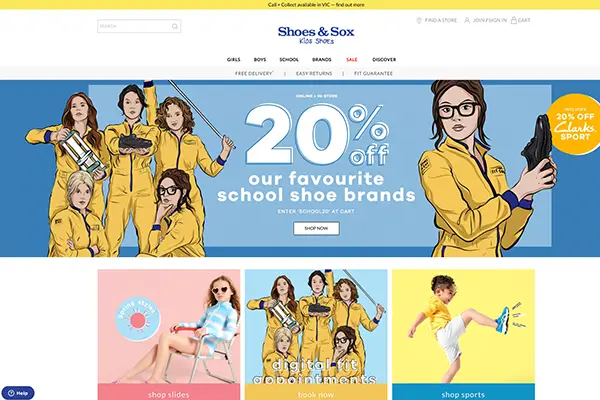 Call + Collect available in VIC — find out more
SEARCH
Shoes & Sox
Kids Shoes
FIND A STORE
JOIN / SIGN IN
CART
GIRLS BOYS SCHOOL BRANDS SALE DISCOVER
FREE DELIVERY* | EASY RETURNS | FIT GUARANTEE
ONLINE + IN STORE
20% off
our favourite
school shoe brands
ENTER 'SCHOOL20' AT CART
SHOP NOW
20% OFF
Clarks
SPORT
Spring styles
shop slides
digital fit
appointments
book now
shop sports
Help